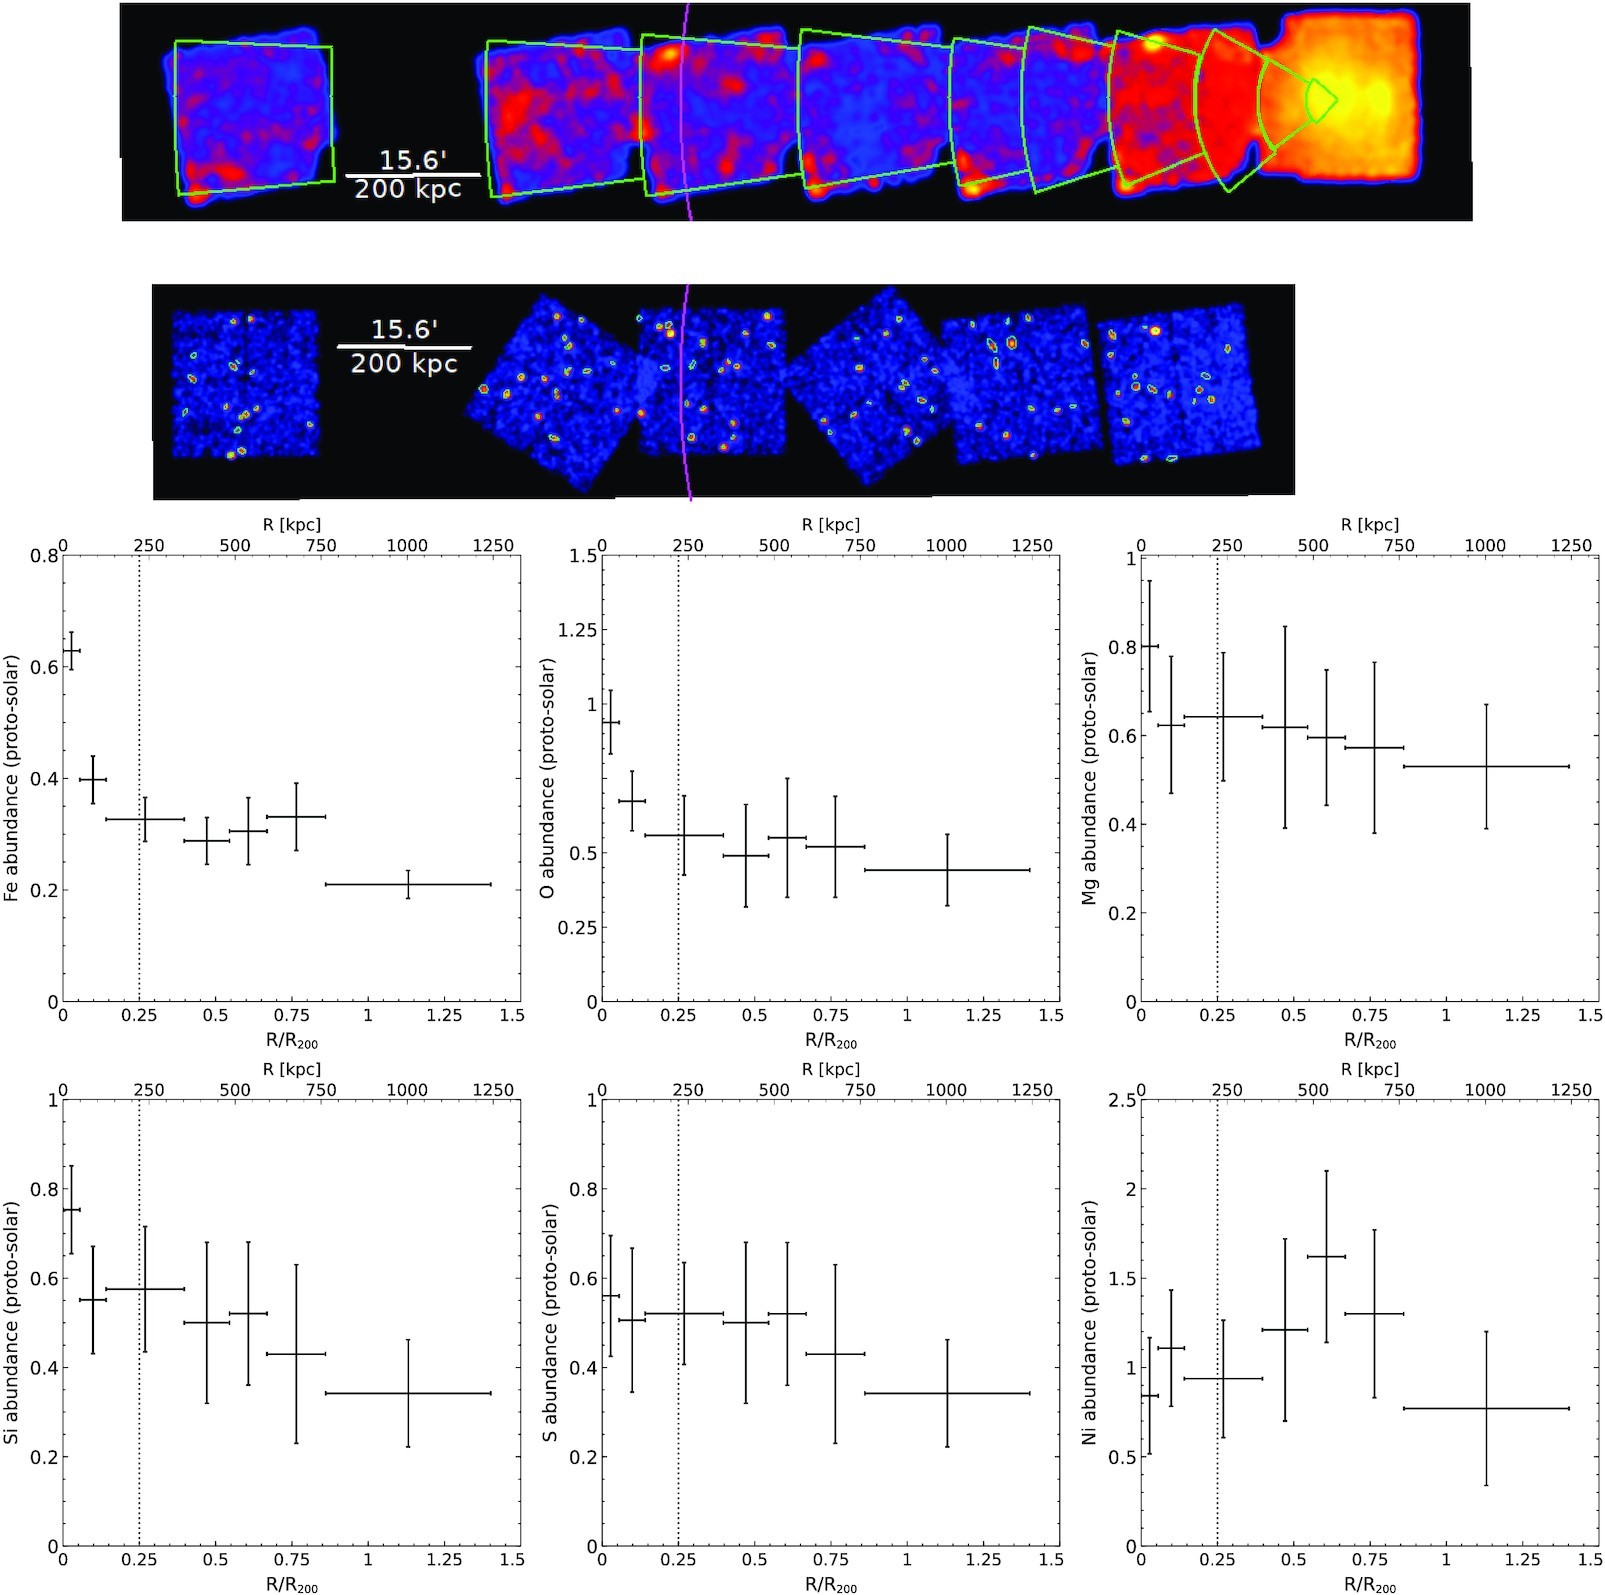 15.6'
200 kpc
15.6'
200 kpc
R [kpc]
0 250 500 750 1000 1250
Fe abundance (proto-solar)
0.8
0.6
0.4
0.2
0
0 0.25 0.5 0.75 1 1.25 1.5
R/R200
R [kpc]
0 250 500 750 1000 1250
O abundance (proto-solar)
1.5
1.25
1
0.5
0.25
0
0 0.25 0.5 0.75 1 1.25 1.5
R/R200
R [kpc]
0 250 500 750 1000 1250
Mg abundance (proto-solar)
1
0.8
0.6
0.4
0.2
0
0 0.25 0.5 0.75 1 1.25 1.5
R/R200
R [kpc]
0 250 500 750 1000 1250
Si abundance (proto-solar)
1
0.8
0.6
0.4
0.2
0
0 0.25 0.5 0.75 1 1.25 1.5
R/R200
R [kpc]
0 250 500 750 1000 1250
S abundance (proto-solar)
1
0.8
0.6
0.4
0.2
0
0 0.25 0.5 0.75 1 1.25 1.5
R/R200
R [kpc]
0 250 500 750 1000 1250
Ni abundance (proto-solar)
2.5
2
1.5
1
0.5
0
0 0.25 0.5 0.75 1 1.25 1.5
R/R200